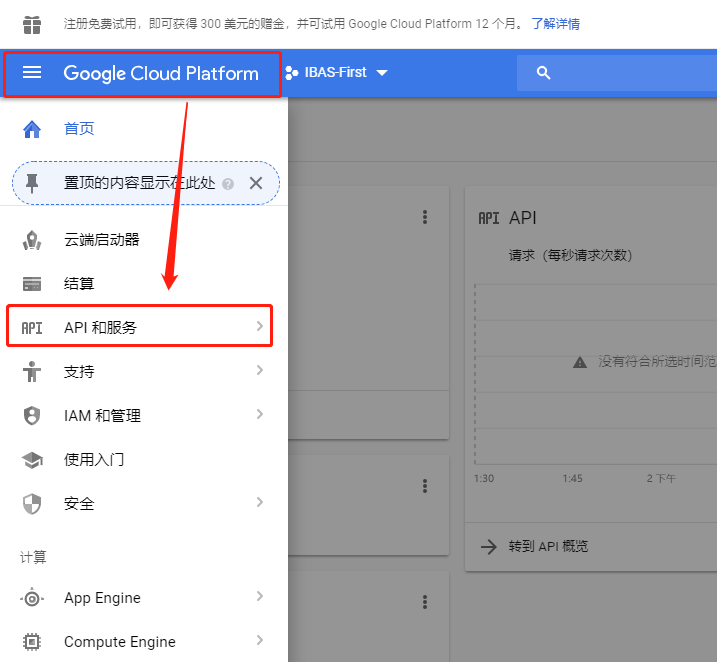 注册免费试用，即可获得 300 美元的赠金，并可试用 Google Cloud Platform 12 个月。 了解详情
Google Cloud Platform
IBAS-First
首页
置顶的内容显示在此处
云端启动器
结算
API API 和服务
支持
IAM 和管理
使用入门
安全
计算
App Engine
Compute Engine
API API
请求（每秒请求次数）
没有符合所选时间范
1:30 1:45 2 下午
转到 API 概览